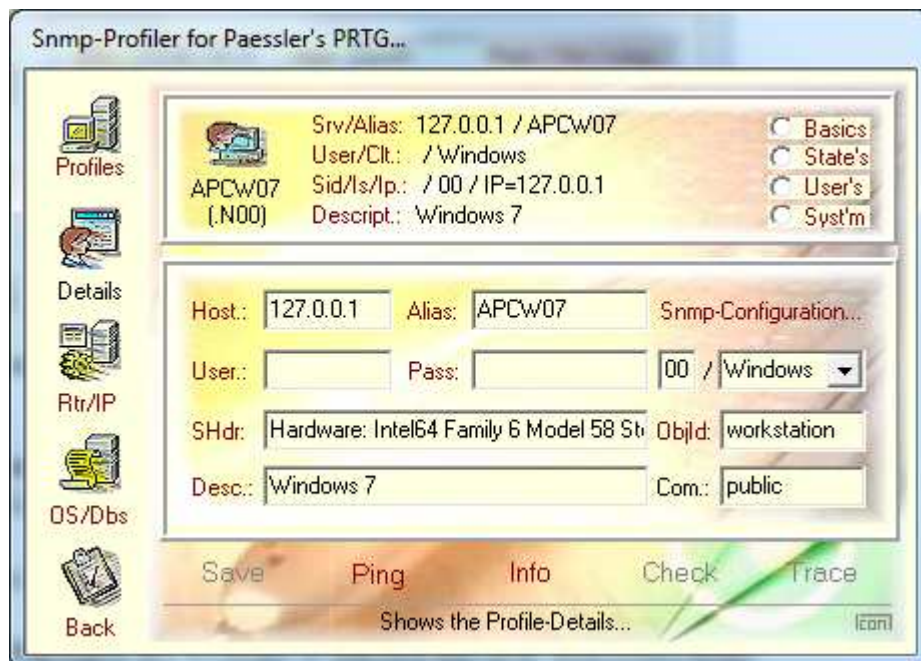 Snmp-Profiler for Paessler's PRTG...
Profiles
Details
Rtr/IP
OS/Dbs
Back
APCW07
(.N00)
Srv/Alias: 127.0.0.1 / APCW07
User/Clt.: / Windows
Sid/Is/Ip.: / 00 / IP=127.0.0.1
Descript.: Windows 7
Basics
State's
User's
Syst'm
Host.: 127.0.0.1 Alias: APCW07 Snmp-Configuration...
User.: Pass: 00 / Windows
SHdr: Hardware: Intel64 Family 6 Model 58 ObjId: workstation
Desc.: Windows 7 Com.: public
Save Ping Info Check Trace
Shows the Profile-Details...
icon